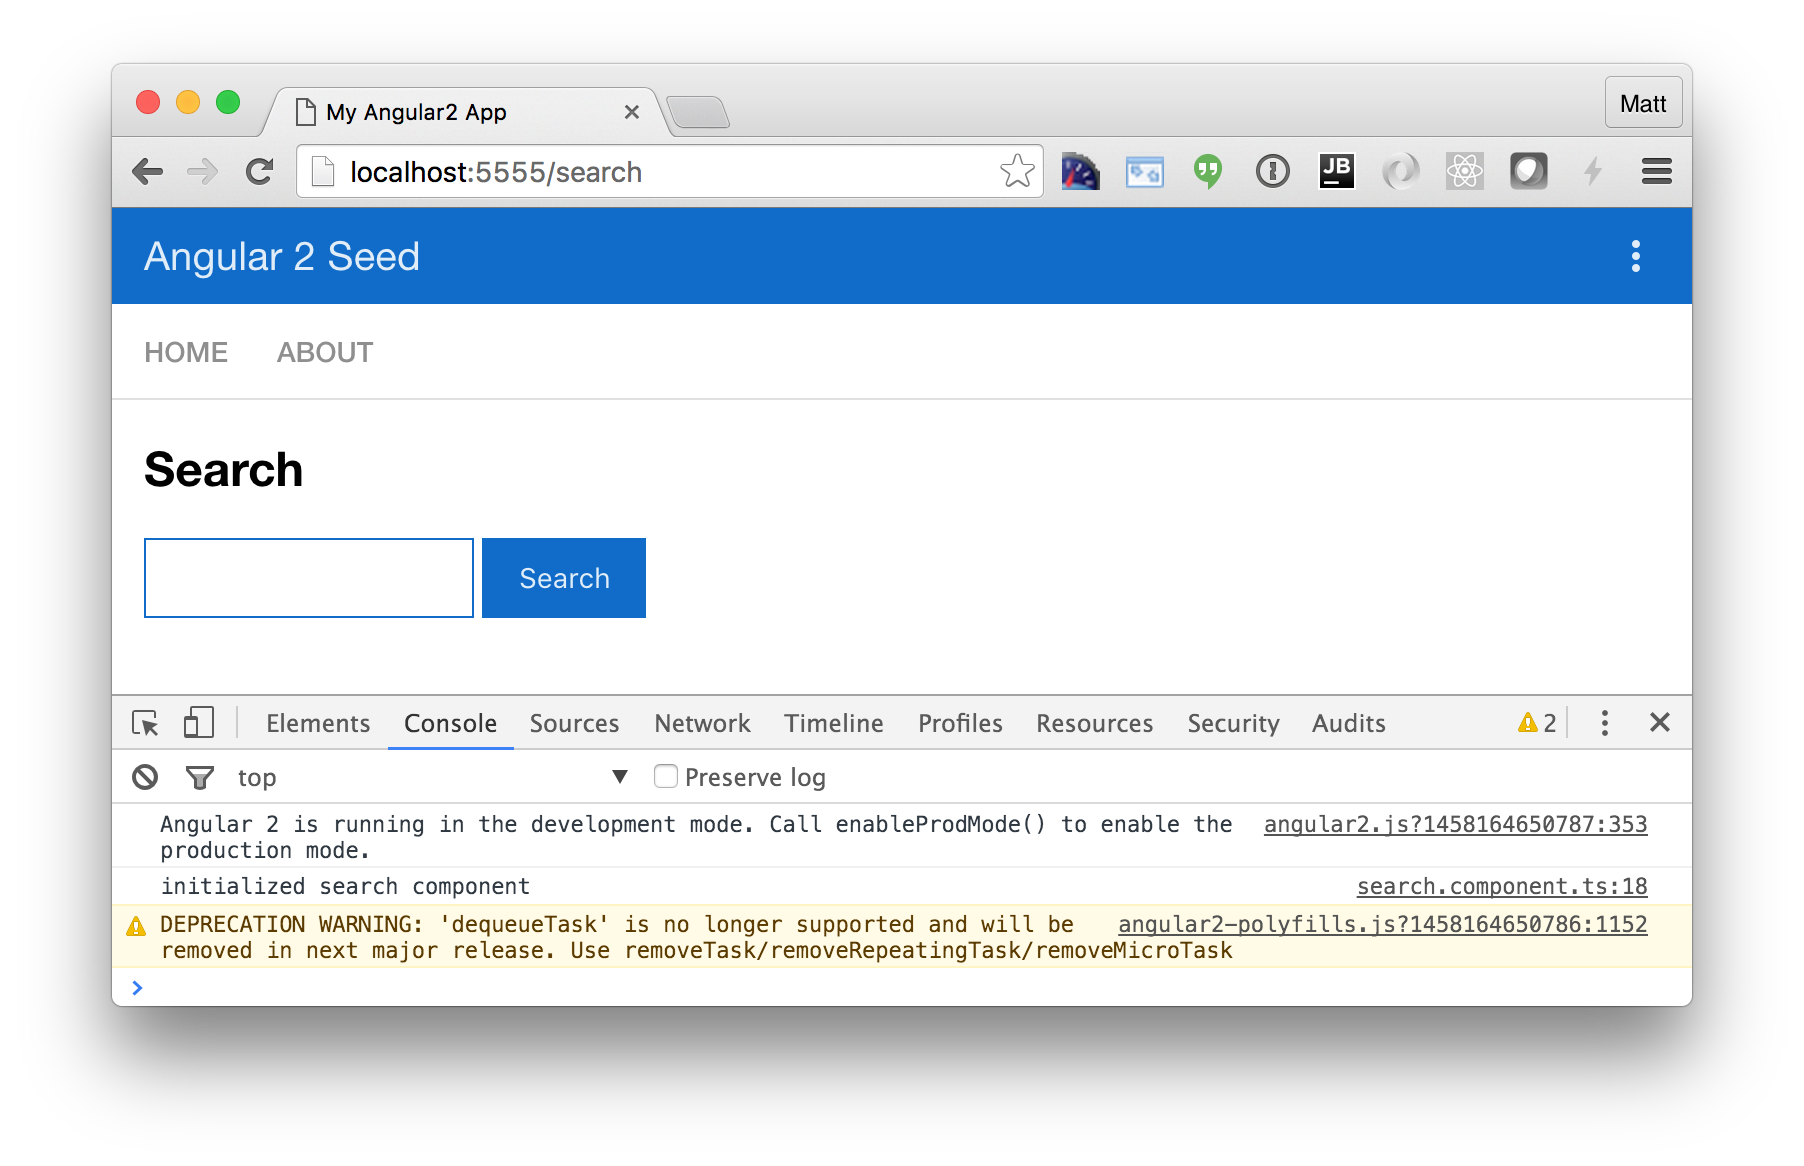 My Angular2 App
Matt
localhost:5555/search
JB
Angular 2 Seed
HOME ABOUT
Search
Search
Elements Console Sources Network Timeline Profiles Resources Security Audits 2
top Preserve log
Angular 2 is running in the development mode. Call enableProdMode() to enable the angular2.js?1458164650787:353
production mode.
initialized search component search.component.ts:18
DEPRECATION WARNING: 'dequeueTask' is no longer supported and will be angular2-polyfills.js?1458164650786:1152
removed in next major release. Use removeTask/removeRepeatingTask/removeMicroTask